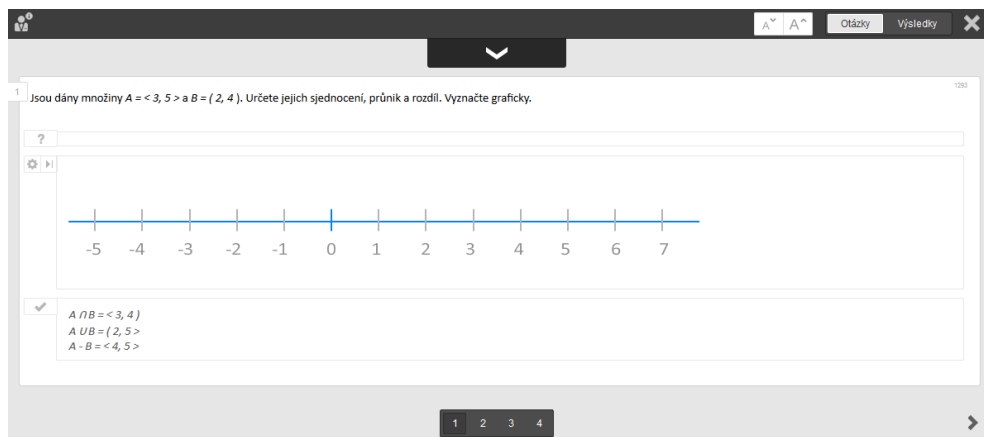 A A Otázky Výsledky
1 1293
Jsou dány množiny A = < 3, 5 > a B = ( 2, 4 ). Určete jejich sjednocení, průnik a rozdíl. Vyznačte graficky.
?
-5 -4 -3 -2 -1 0 1 2 3 4 5 6 7
A ∩ B = < 3, 4 )
A U B = ( 2, 5 >
A - B = < 4, 5 >
1 2 3 4